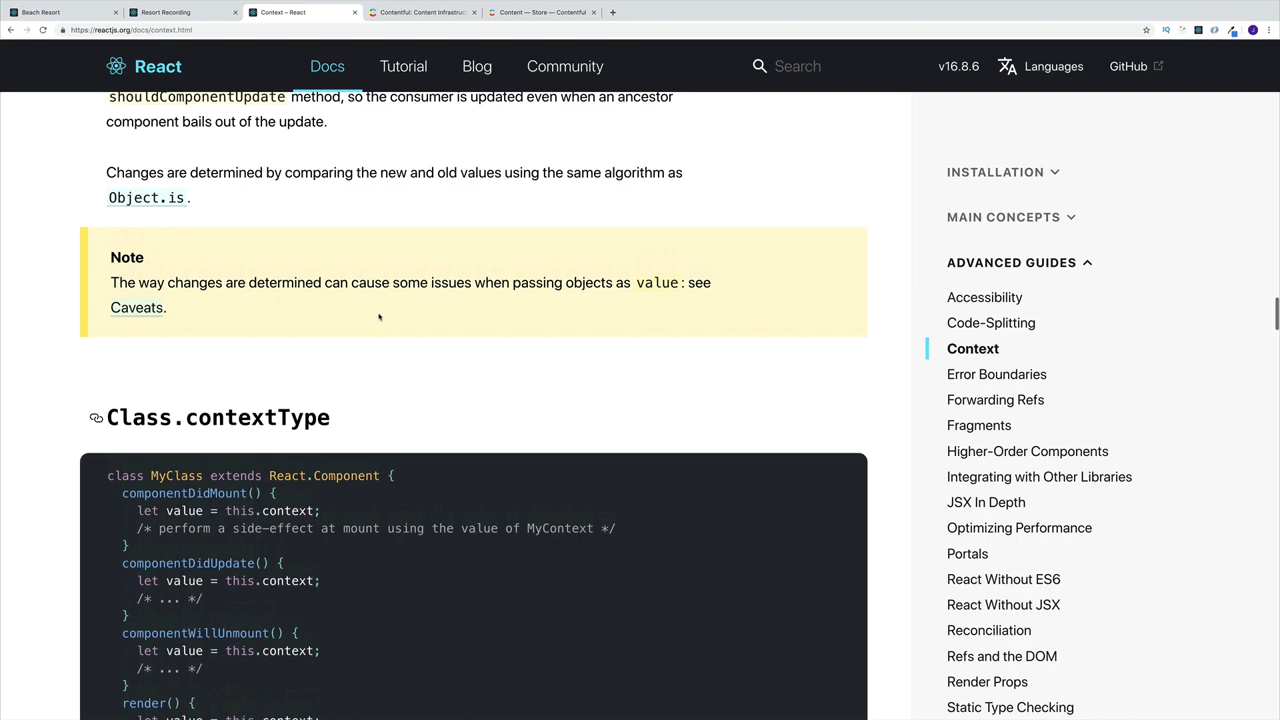 Beach Resort
Resort Recording
Context – React
Contentful: Content Infrastruc
Content — Store — Contentful
https://reactjs.org/docs/context.html
React
Docs
Tutorial
Blog
Community
Search
v16.8.6
Languages
GitHub
shouldComponentUpdate method, so the consumer is updated even when an ancestor
component bails out of the update.
Changes are determined by comparing the new and old values using the same algorithm as
Object.is.
Note
The way changes are determined can cause some issues when passing objects as value: see
Caveats.
Class.contextType
class MyClass extends React.Component {
componentDidMount() {
let value = this.context;
/* perform a side-effect at mount using the value of MyContext */
}
componentDidUpdate() {
let value = this.context;
/* ... */
}
componentWillUnmount() {
let value = this.context;
/* ... */
}
render() {
let value = this.context;
INSTALLATION
MAIN CONCEPTS
ADVANCED GUIDES
Accessibility
Code-Splitting
Context
Error Boundaries
Forwarding Refs
Fragments
Higher-Order Components
Integrating with Other Libraries
JSX In Depth
Optimizing Performance
Portals
React Without ES6
React Without JSX
Reconciliation
Refs and the DOM
Render Props
Static Type Checking